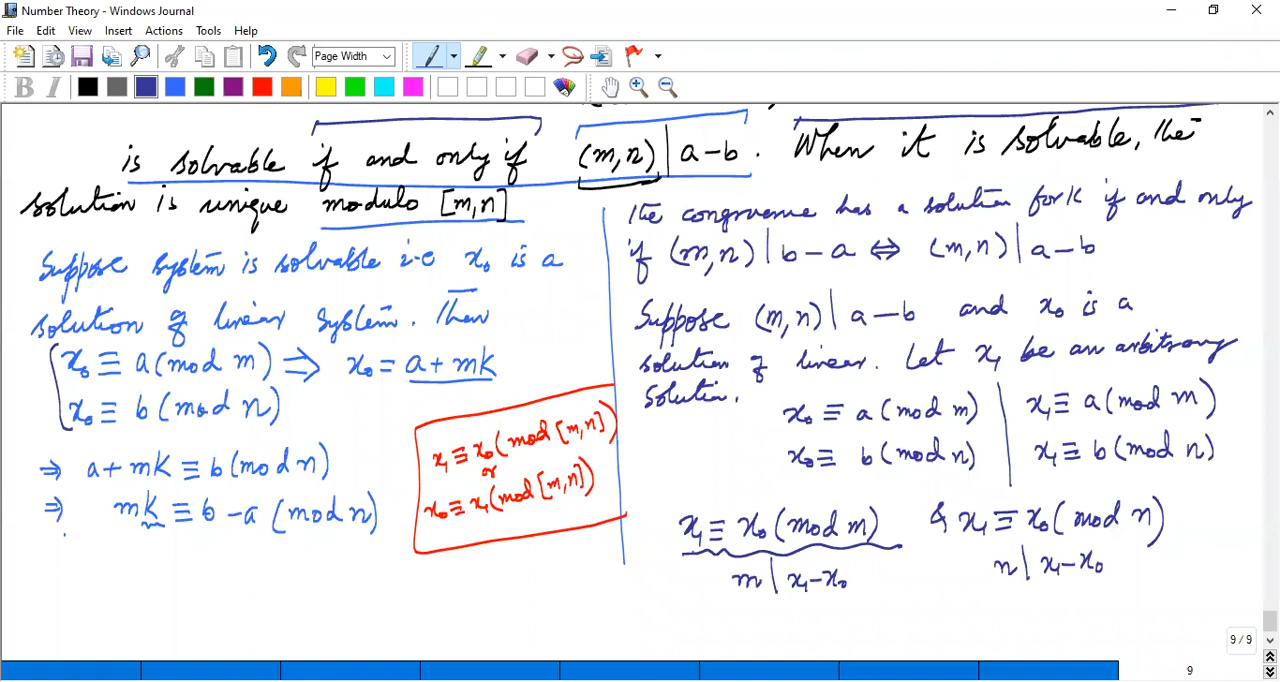 Number Theory - Windows Journal
File Edit View Insert Actions Tools Help
Page Width
B I
is solvable if and only if (m,n) | a-b . When it is solvable, the
solution is unique modulo [m,n]
Suppose System is solvable i-e x₀ is a
solution of linear System. Then
x₀ ≡ a(mod m) ⇒ x₀ = a + mK
x₀ ≡ b(mod n)
⇒ a + mK ≡ b(mod n)
⇒ mK ≡ b -a (mod n)
x₁ ≡ x₀(mod [m,n])
or
x₀ ≡ x₁(mod [m,n])
The congruence has a solution for K if and only
if (m,n) | b-a ⇔ (m,n) | a-b
Suppose (m,n) | a-b and x₀ is a
solution of linear. Let x₁ be an arbitrary
Solution.
x₀ ≡ a(mod m) x₁ ≡ a(mod m)
x₀ ≡ b(mod n) x₁ ≡ b(mod n)
x₁ ≡ x₀(mod m) & x₁ ≡ x₀(mod n)
m | x₁-x₀ n | x₁-x₀
9/9
9